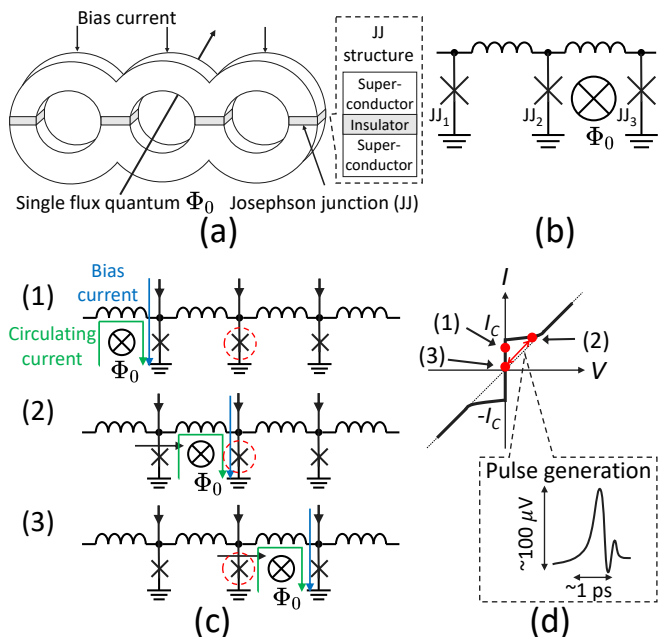 Bias current
JJ
structure
Super-
conductor
Insulator
Super-
conductor
Single flux quantum Φ₀
Josephson junction (JJ)
(a)
JJ₁
JJ₂
JJ₃
Φ₀
(b)
(1)
Bias
current
Circulating
current
Φ₀
(2)
Φ₀
(3)
Φ₀
(c)
I
(1)
I_C
(2)
(3)
V
-I_C
Pulse generation
~100 μV
~1 ps
(d)